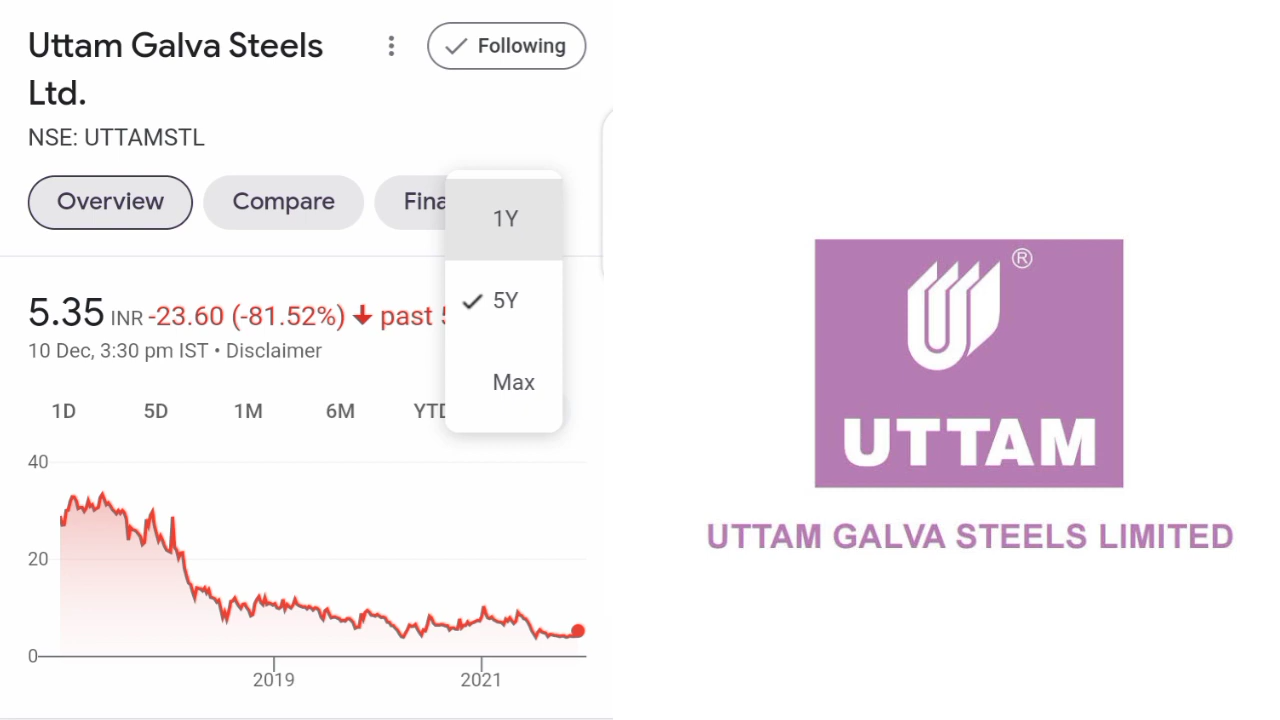 Uttam Galva Steels
Ltd.
Following
NSE: UTTAMSTL
Overview
Compare
Fina
1Y
5Y
Max
5.35 INR -23.60 (-81.52%) past
10 Dec, 3:30 pm IST • Disclaimer
1D 5D 1M 6M YTD
40
20
0
2019 2021
®
UTTAM
UTTAM GALVA STEELS LIMITED